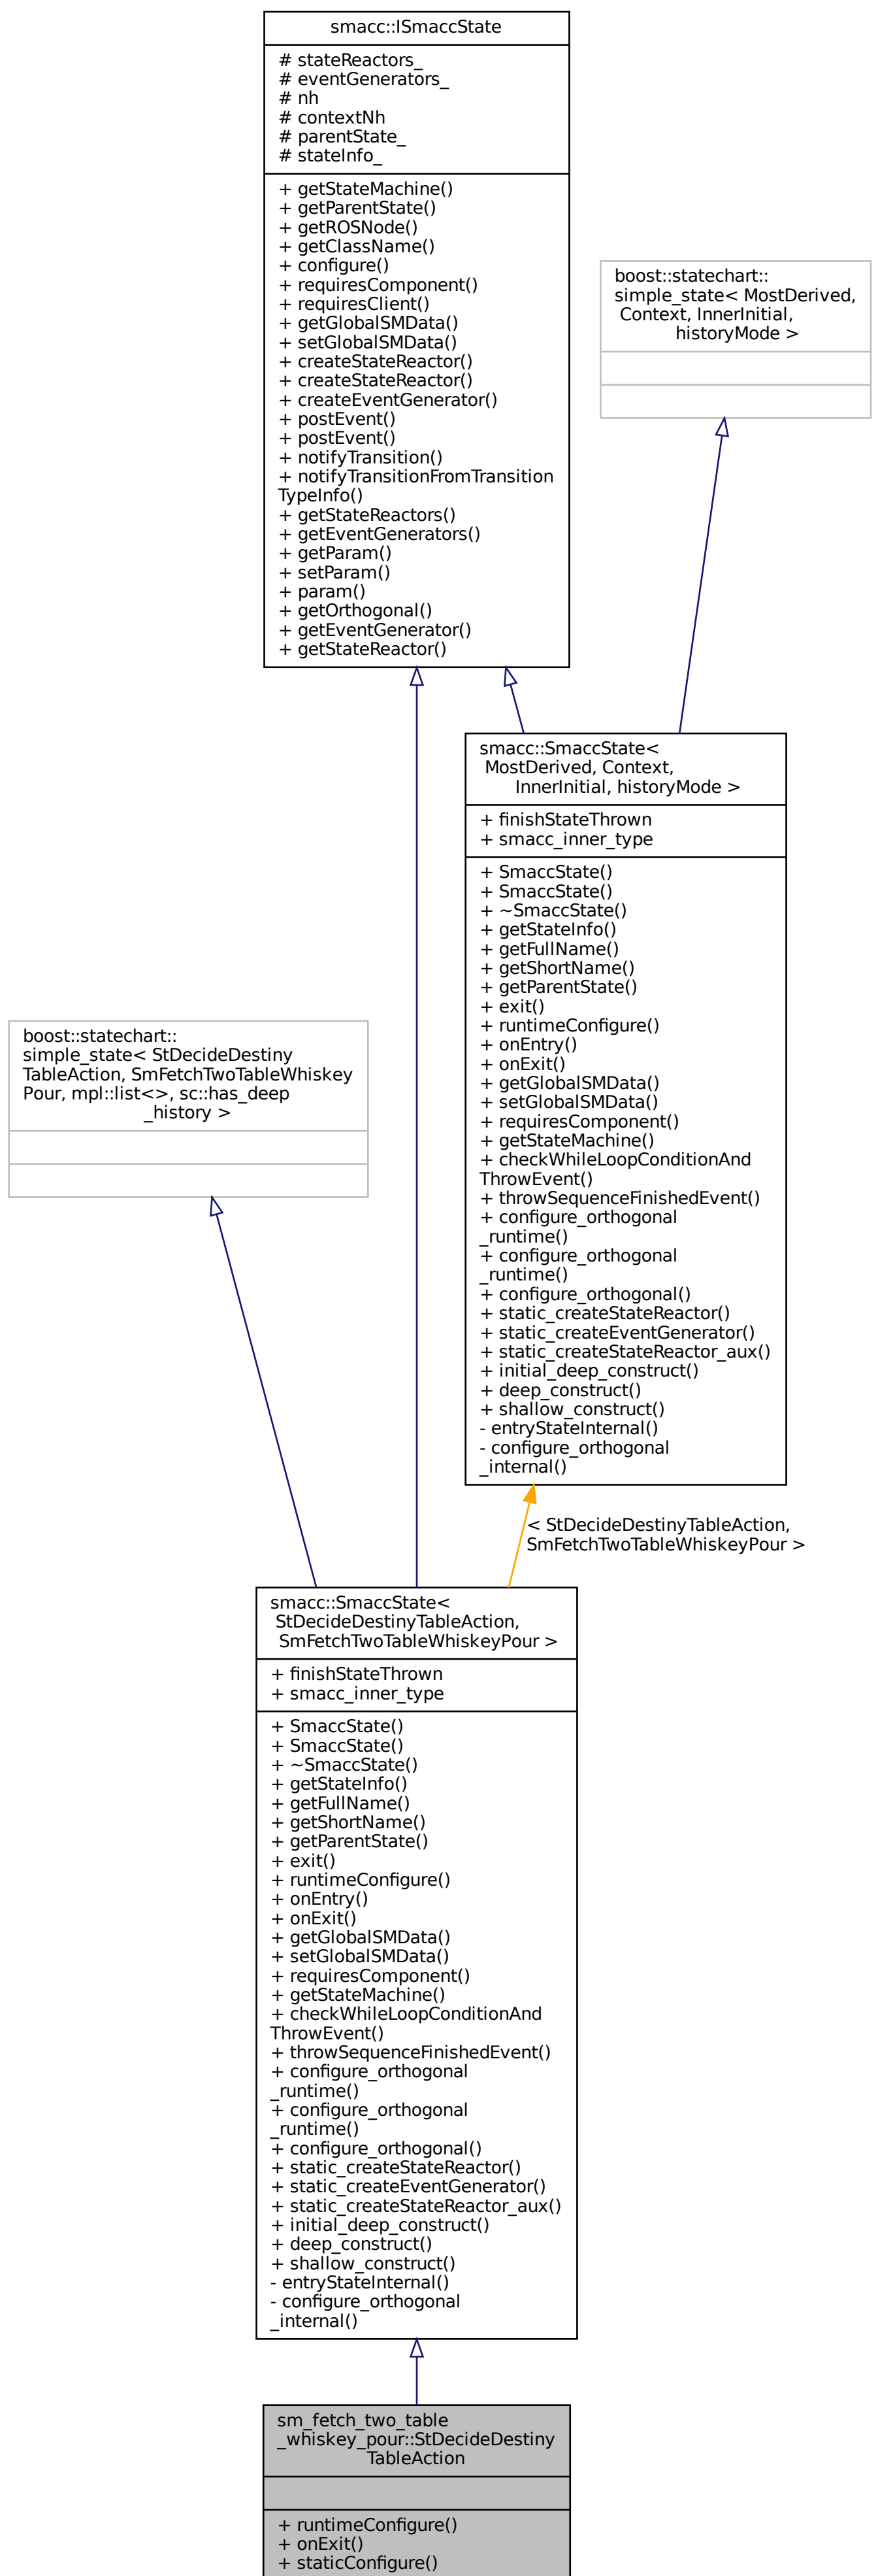 smacc::ISmaccState
# stateReactors_
# eventGenerators_
# nh
# contextNh
# parentState_
# stateInfo_
+ getStateMachine()
+ getParentState()
+ getROSNode()
+ getClassName()
+ configure()
+ requiresComponent()
+ requiresClient()
+ getGlobalSMData()
+ setGlobalSMData()
+ createStateReactor()
+ createStateReactor()
+ createEventGenerator()
+ postEvent()
+ postEvent()
+ notifyTransition()
+ notifyTransitionFromTransition
TypeInfo()
+ getStateReactors()
+ getEventGenerators()
+ getParam()
+ setParam()
+ param()
+ getOrthogonal()
+ getEventGenerator()
+ getStateReactor()
boost::statechart::
simple_state< MostDerived,
Context, InnerInitial,
historyMode >
smacc::SmaccState<
MostDerived, Context,
InnerInitial, historyMode >
+ finishStateThrown
+ smacc_inner_type
+ SmaccState()
+ SmaccState()
+ ~SmaccState()
+ getStateInfo()
+ getFullName()
+ getShortName()
+ getParentState()
+ exit()
+ runtimeConfigure()
+ onEntry()
+ onExit()
+ getGlobalSMData()
+ setGlobalSMData()
+ requiresComponent()
+ getStateMachine()
+ checkWhileLoopConditionAnd
ThrowEvent()
+ throwSequenceFinishedEvent()
+ configure_orthogonal
_runtime()
+ configure_orthogonal
_runtime()
+ configure_orthogonal()
+ static_createStateReactor()
+ static_createEventGenerator()
+ static_createStateReactor_aux()
+ initial_deep_construct()
+ deep_construct()
+ shallow_construct()
- entryStateInternal()
- configure_orthogonal
_internal()
boost::statechart::
simple_state< StDecideDestiny
TableAction, SmFetchTwoTableWhiskey
Pour, mpl::list<>, sc::has_deep
_history >
< StDecideDestinyTableAction,
SmFetchTwoTableWhiskeyPour >
smacc::SmaccState<
StDecideDestinyTableAction,
SmFetchTwoTableWhiskeyPour >
+ finishStateThrown
+ smacc_inner_type
+ SmaccState()
+ SmaccState()
+ ~SmaccState()
+ getStateInfo()
+ getFullName()
+ getShortName()
+ getParentState()
+ exit()
+ runtimeConfigure()
+ onEntry()
+ onExit()
+ getGlobalSMData()
+ setGlobalSMData()
+ requiresComponent()
+ getStateMachine()
+ checkWhileLoopConditionAnd
ThrowEvent()
+ throwSequenceFinishedEvent()
+ configure_orthogonal
_runtime()
+ configure_orthogonal
_runtime()
+ configure_orthogonal()
+ static_createStateReactor()
+ static_createEventGenerator()
+ static_createStateReactor_aux()
+ initial_deep_construct()
+ deep_construct()
+ shallow_construct()
- entryStateInternal()
- configure_orthogonal
_internal()
sm_fetch_two_table
_whiskey_pour::StDecideDestiny
TableAction
+ runtimeConfigure()
+ onExit()
+ staticConfigure()